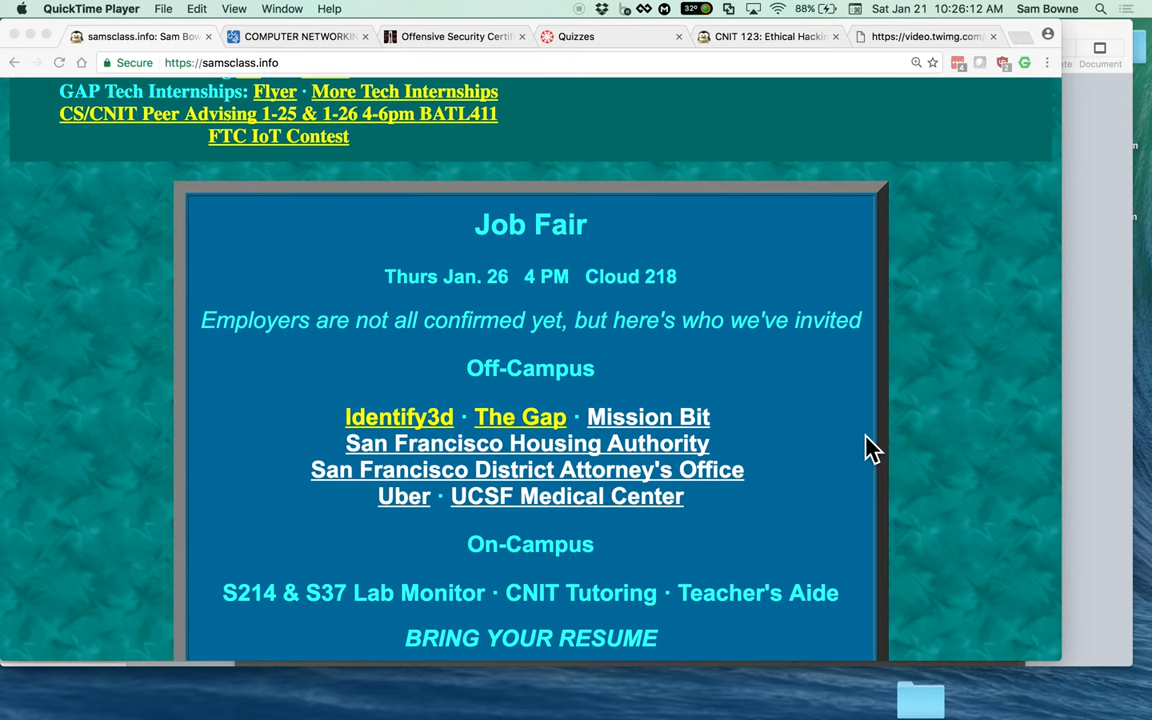 QuickTime Player File Edit View Window Help 32° 88% Sat Jan 21 10:26:12 AM Sam Bowne
samsclass.info: Sam Bow COMPUTER NETWORKIN Offensive Security Certifi Quizzes CNIT 123: Ethical Hackin https://video.twimg.com/
Secure https://samsclass.info
Document
GAP Tech Internships: Flyer · More Tech Internships
CS/CNIT Peer Advising 1-25 & 1-26 4-6pm BATL411
FTC IoT Contest
Job Fair
Thurs Jan. 26 4 PM Cloud 218
Employers are not all confirmed yet, but here's who we've invited
Off-Campus
Identify3d · The Gap · Mission Bit
San Francisco Housing Authority
San Francisco District Attorney's Office
Uber · UCSF Medical Center
On-Campus
S214 & S37 Lab Monitor · CNIT Tutoring · Teacher's Aide
BRING YOUR RESUME